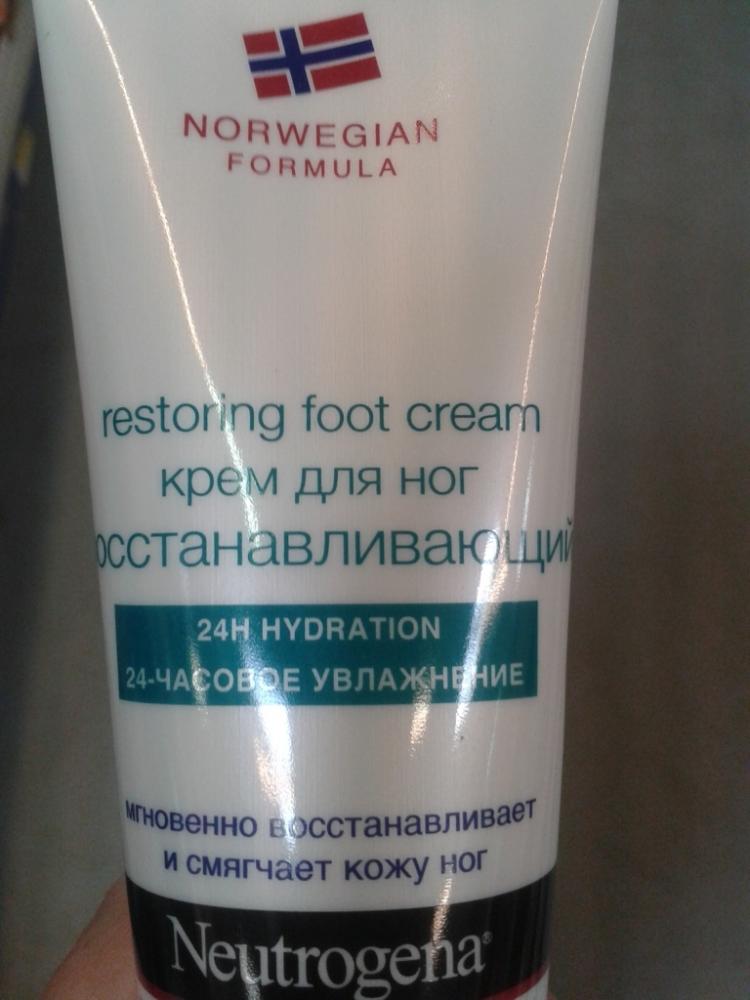 NORWEGIAN
FORMULA
restoring foot cream
крем для ног
восстанавливающий
24H HYDRATION
24-ЧАСОВОЕ УВЛАЖНЕНИЕ
мгновенно восстанавливает
и смягчает кожу ног
Neutrogena®